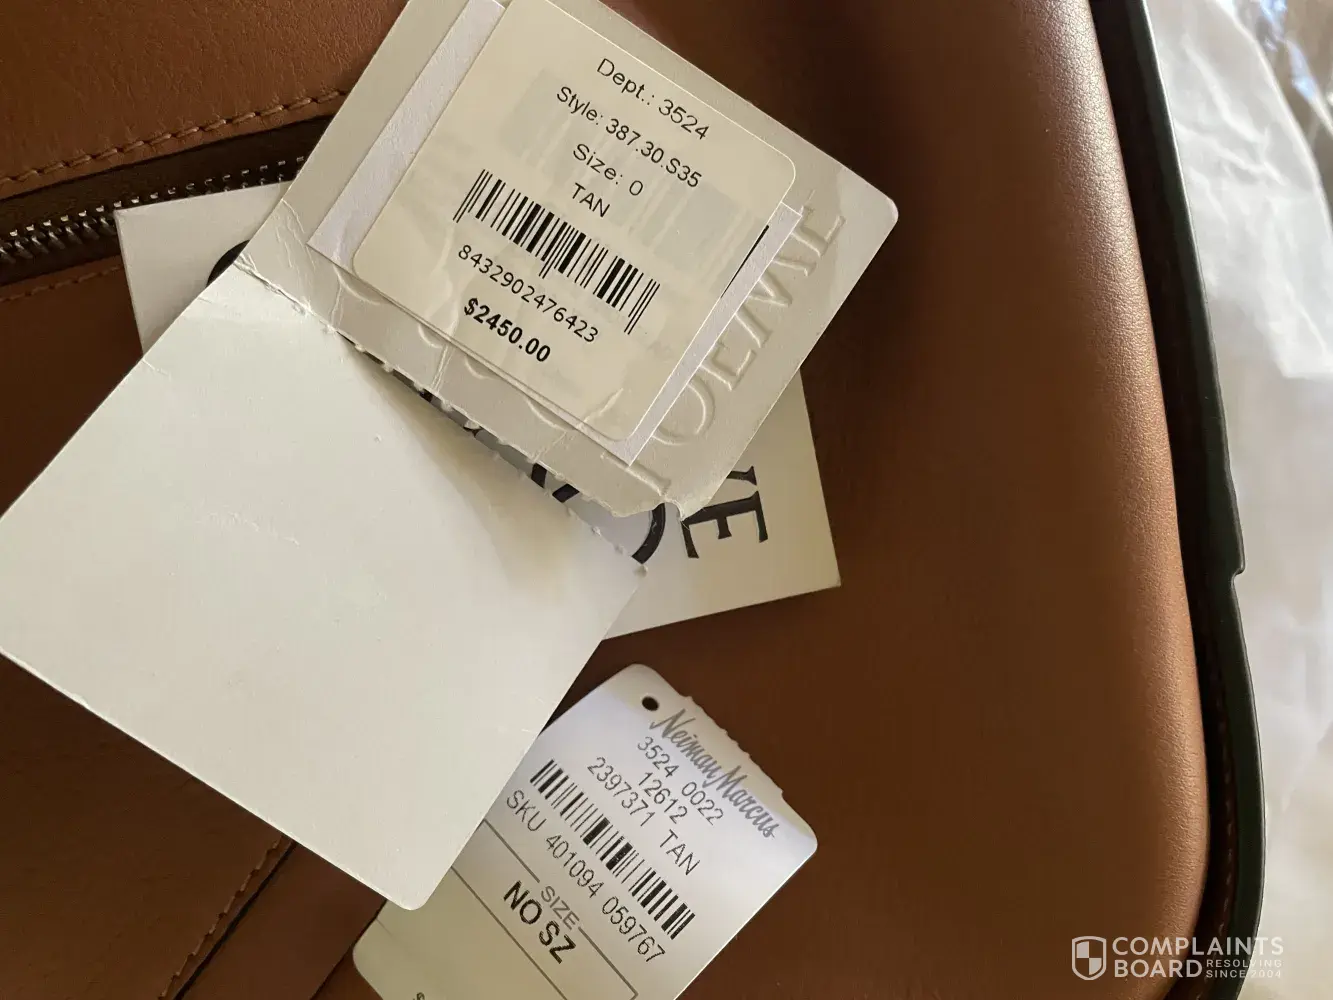 Dept.: 3524
Style: 387.30.S35
Size: 0
TAN
8432902476423
$2450.00
Neiman Marcus
3524 0022
12612
2397371 TAN
SKU 401094 059767
SIZE
NO SZ
$
COMPLAINTS
BOARD RESOLVING
SINCE 2004